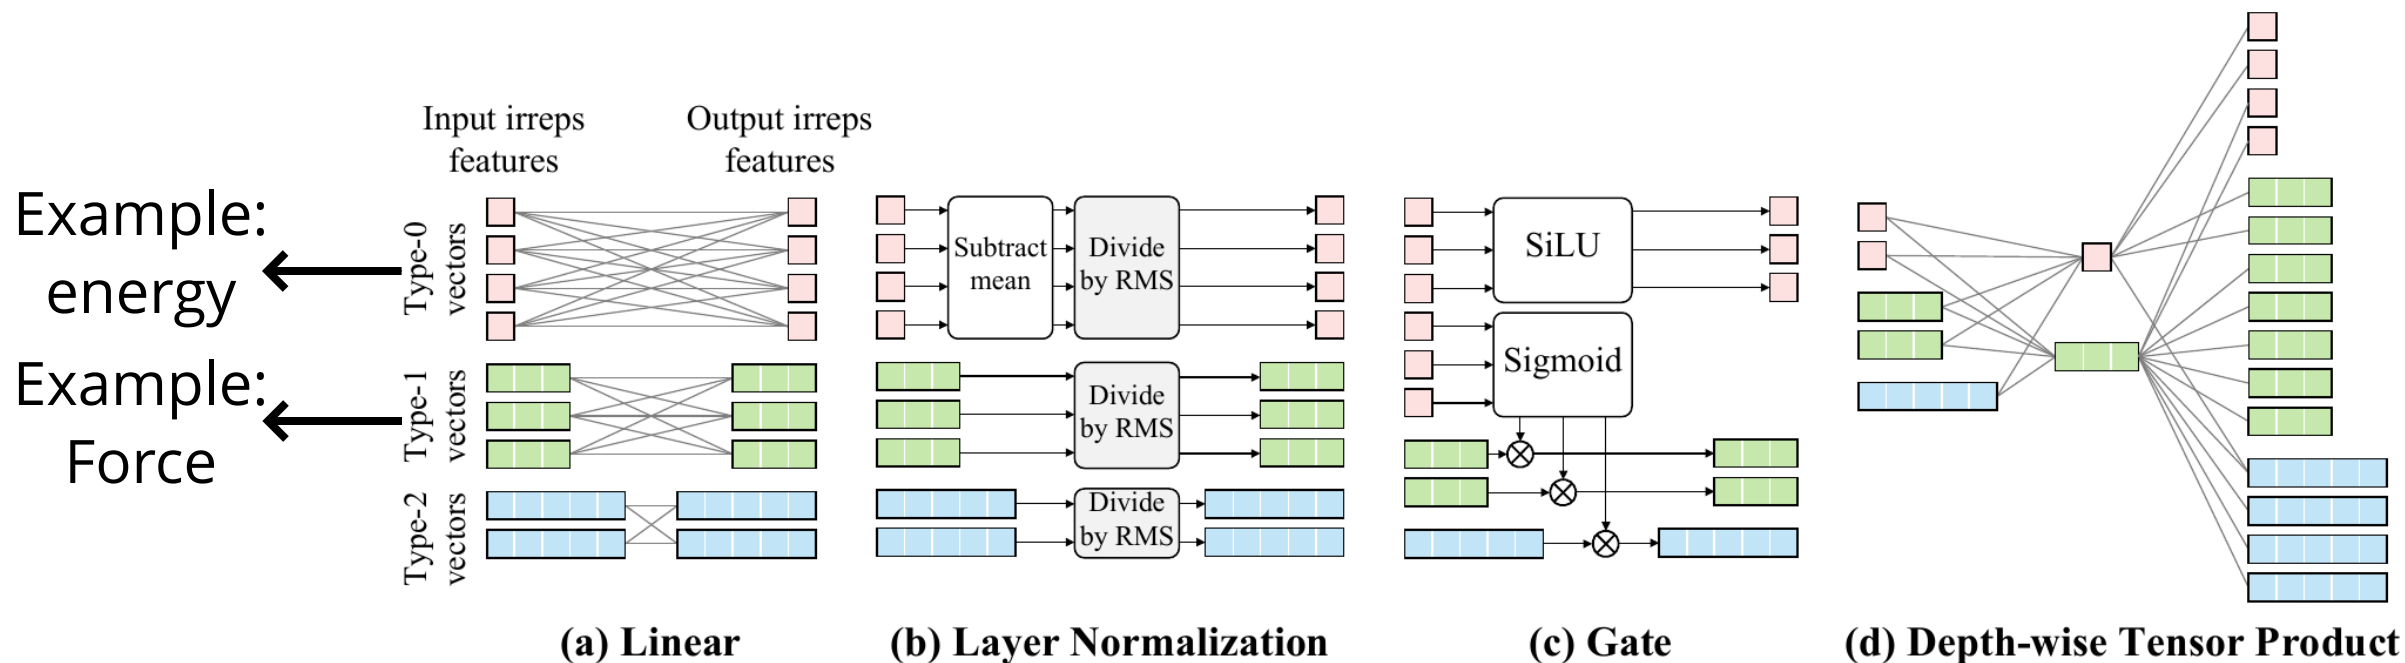 Example:
energy
Example:
Force
Input irreps
features
Output irreps
features
Type-0
vectors
Type-1
vectors
Type-2
vectors
(a) Linear
Subtract
mean
Divide
by RMS
Divide
by RMS
Divide
by RMS
(b) Layer Normalization
SiLU
Sigmoid
(c) Gate
(d) Depth-wise Tensor Product